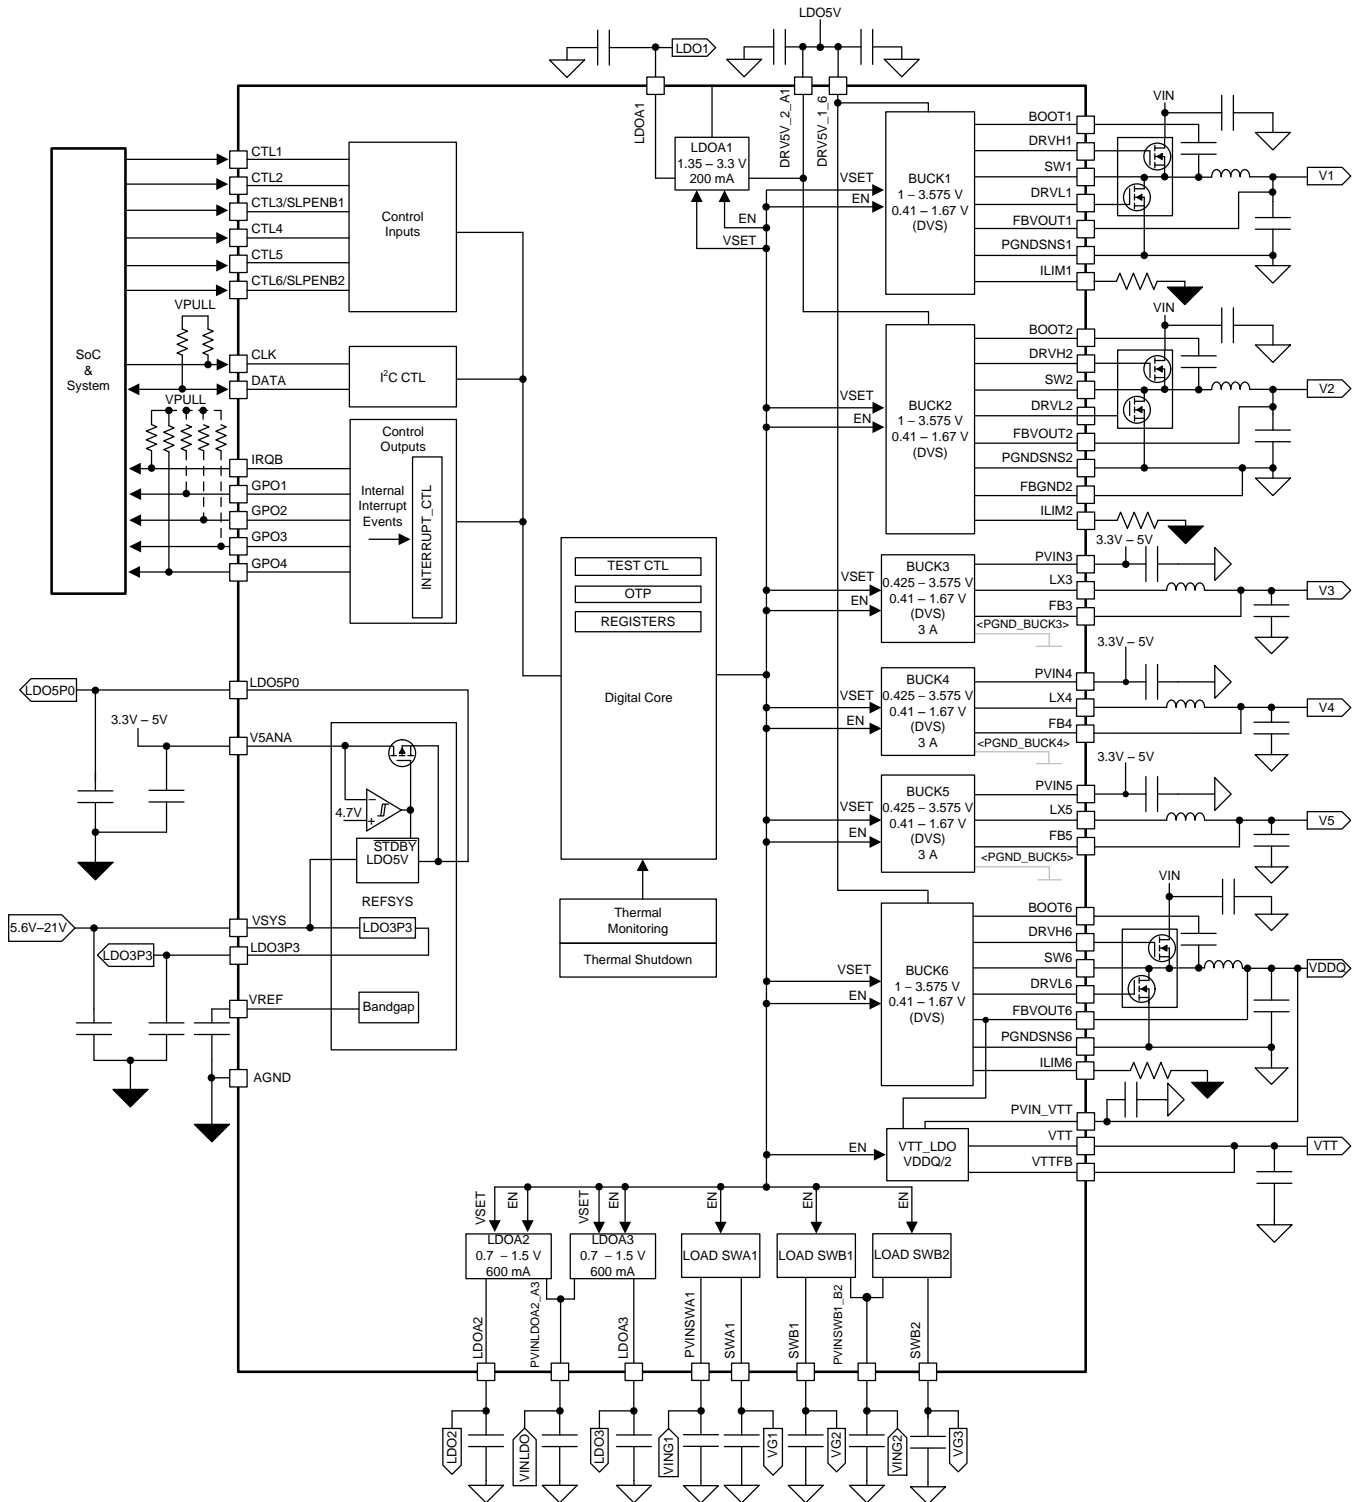 LDO5V
LDO1
LDOA1
DRV5V_2_A1
DRV5V_1_6
LDOA1
1.35 – 3.3 V
200 mA
EN
VSET
SoC
&
System
CTL1
CTL2
CTL3/SLPENB1
CTL4
CTL5
CTL6/SLPENB2
Control
Inputs
VPULL
CLK
DATA
I²C CTL
VPULL
IRQB
GPO1
GPO2
GPO3
GPO4
Control
Outputs
Internal
Interrupt
Events
INTERRUPT_CTL
TEST CTL
OTP
REGISTERS
Digital Core
Thermal
Monitoring
Thermal Shutdown
LDO5P0
LDO5P0
3.3V – 5V
V5ANA
4.7V
STDBY
LDO5V
REFSYS
5.6V–21V
VSYS
LDO3P3
LDO3P3
LDO3P3
VREF
Bandgap
AGND
VSET
EN
BUCK1
1 – 3.575 V
0.41 – 1.67 V
(DVS)
BOOT1
DRVH1
SW1
DRVL1
FBVOUT1
PGNDSNS1
ILIM1
VIN
V1
VSET
EN
BUCK2
1 – 3.575 V
0.41 – 1.67 V
(DVS)
BOOT2
DRVH2
SW2
DRVL2
FBVOUT2
PGNDSNS2
FBGND2
ILIM2
VIN
V2
VSET
EN
BUCK3
0.425 – 3.575 V
0.41 – 1.67 V
(DVS)
3 A
PVIN3
LX3
FB3
<PGND_BUCK3>
3.3V – 5V
V3
VSET
EN
BUCK4
0.425 – 3.575 V
0.41 – 1.67 V
(DVS)
3 A
PVIN4
LX4
FB4
<PGND_BUCK4>
3.3V – 5V
V4
VSET
EN
BUCK5
0.425 – 3.575 V
0.41 – 1.67 V
(DVS)
3 A
PVIN5
LX5
FB5
<PGND_BUCK5>
3.3V – 5V
V5
VSET
EN
BUCK6
1 – 3.575 V
0.41 – 1.67 V
(DVS)
BOOT6
DRVH6
SW6
DRVL6
FBVOUT6
PGNDSNS6
ILIM6
VIN
VDDQ
EN
VTT_LDO
VDDQ/2
PVIN_VTT
VTT
VTTFB
VTT
VSET
EN
VSET
EN
EN
EN
EN
LDOA2
0.7 – 1.5 V
600 mA
LDOA3
0.7 – 1.5 V
600 mA
LOAD SWA1
LOAD SWB1
LOAD SWB2
LDOA2
PVINLDOA2_A3
LDOA3
PVINSWA1
SWA1
SWB1
PVINSWB1_B2
SWB2
LDO2
VINLDO
LDO3
VING1
VG1
VG2
VING2
VG3